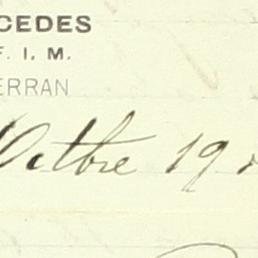 CEDES
F. I. M.
ERRAN
Octbre 19